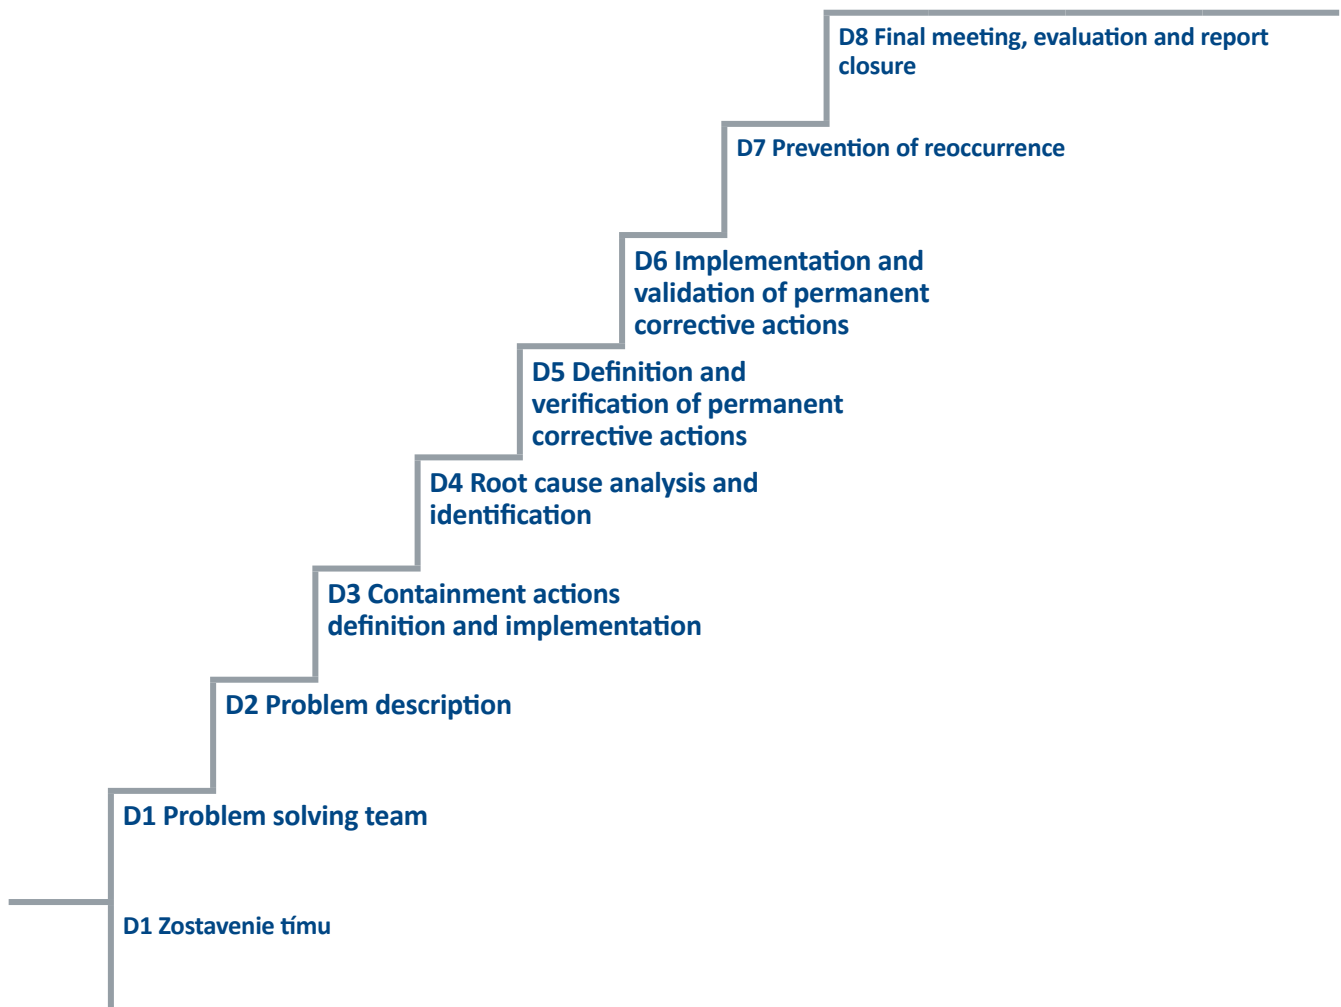 D8 Final meeting, evaluation and report
closure
D7 Prevention of reoccurrence
D6 Implementation and
validation of permanent
corrective actions
D5 Definition and
verification of permanent
corrective actions
D4 Root cause analysis and
identification
D3 Containment actions
definition and implementation
D2 Problem description
D1 Problem solving team
D1 Zostavenie tímu